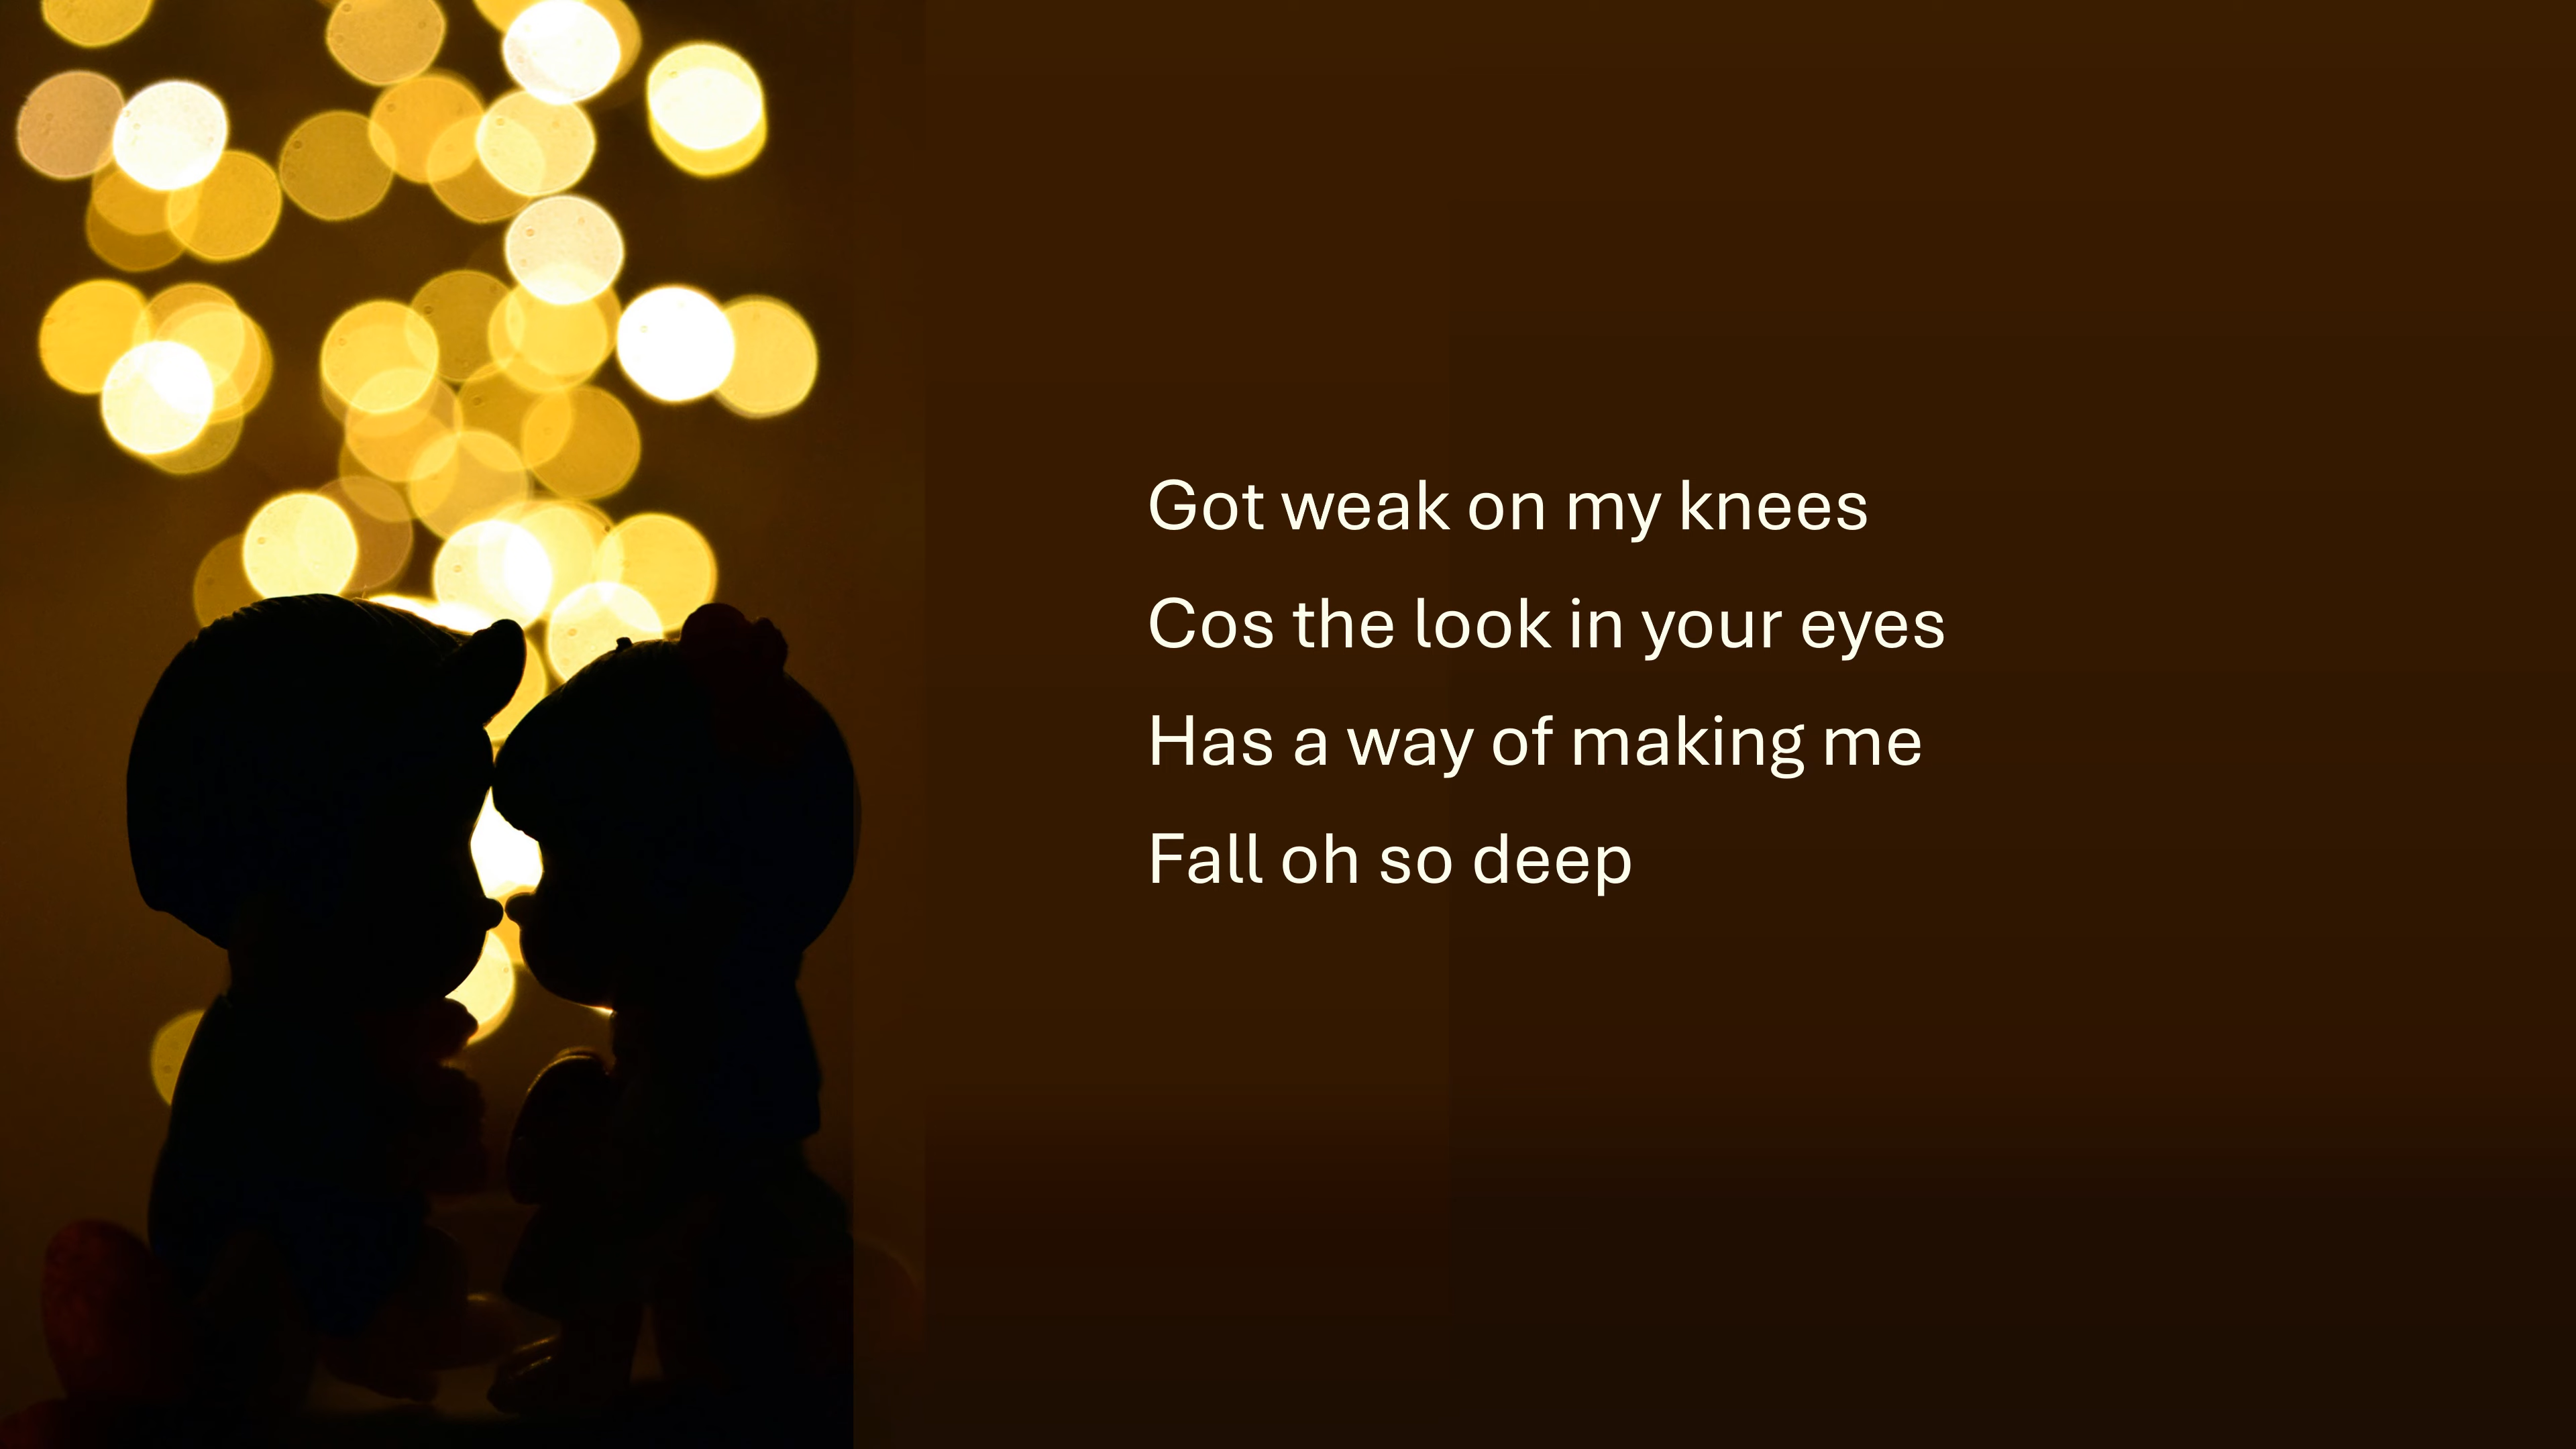 Got weak on my knees
Cos the look in your eyes
Has a way of making me
Fall oh so deep